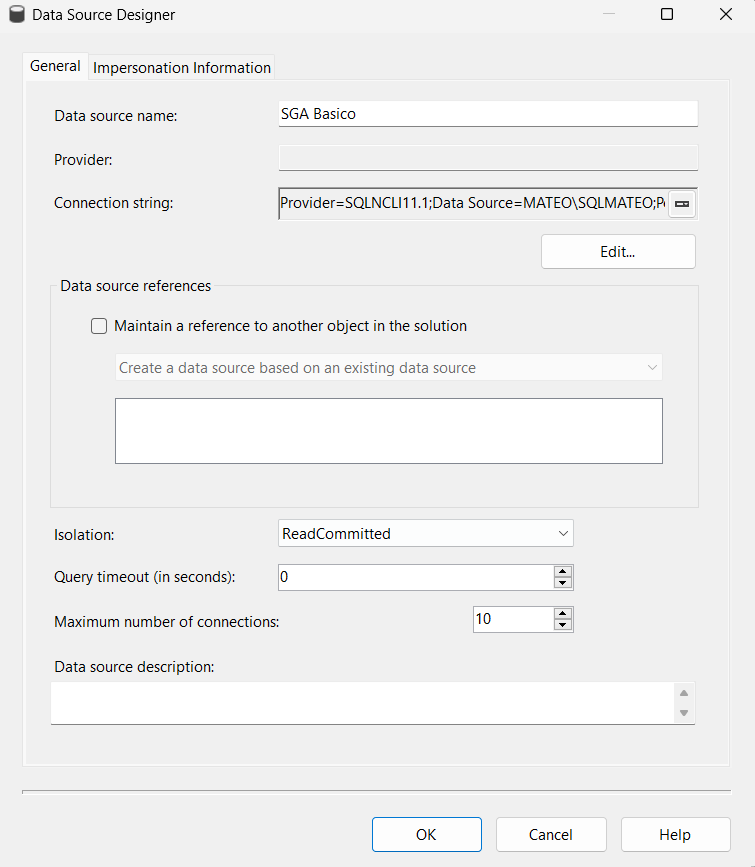 Data Source Designer
General
Impersonation Information
Data source name:
SGA Basico
Provider:
Connection string:
Provider=SQLNCLI11.1;Data Source=MATEO\SQLMATEO;
Edit...
Data source references
Maintain a reference to another object in the solution
Create a data source based on an existing data source
Isolation:
ReadCommitted
Query timeout (in seconds):
0
Maximum number of connections:
10
Data source description:
OK
Cancel
Help